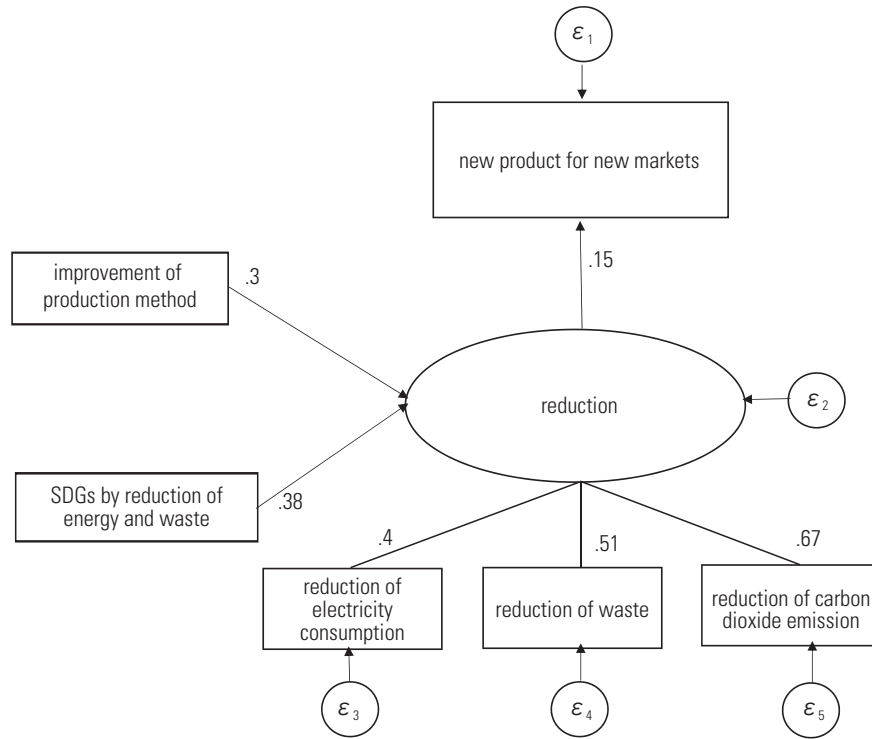 ε1
new product for new markets
.15
improvement of
production method
.3
reduction
ε2
SDGs by reduction of
energy and waste
.38
.4
.51
.67
reduction of
electricity
consumption
reduction of waste
reduction of carbon
dioxide emission
ε3
ε4
ε5